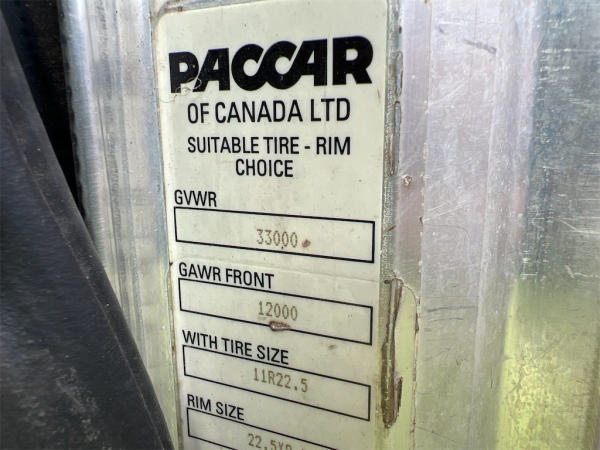 PACCAR
OF CANADA LTD
SUITABLE TIRE - RIM
CHOICE
GVWR
33000
GAWR FRONT
12000
WITH TIRE SIZE
11R22.5
RIM SIZE